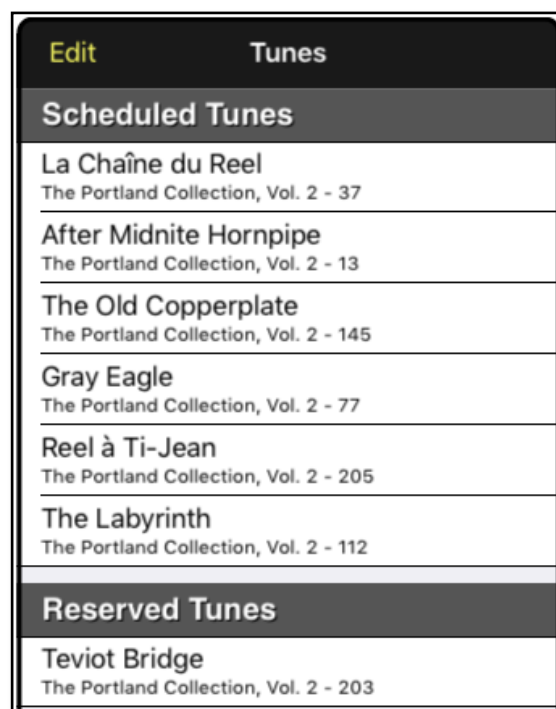 Edit
Tunes
Scheduled Tunes
La Chaîne du Reel
The Portland Collection, Vol. 2 - 37
After Midnite Hornpipe
The Portland Collection, Vol. 2 - 13
The Old Copperplate
The Portland Collection, Vol. 2 - 145
Gray Eagle
The Portland Collection, Vol. 2 - 77
Reel à Ti-Jean
The Portland Collection, Vol. 2 - 205
The Labyrinth
The Portland Collection, Vol. 2 - 112
Reserved Tunes
Teviot Bridge
The Portland Collection, Vol. 2 - 203